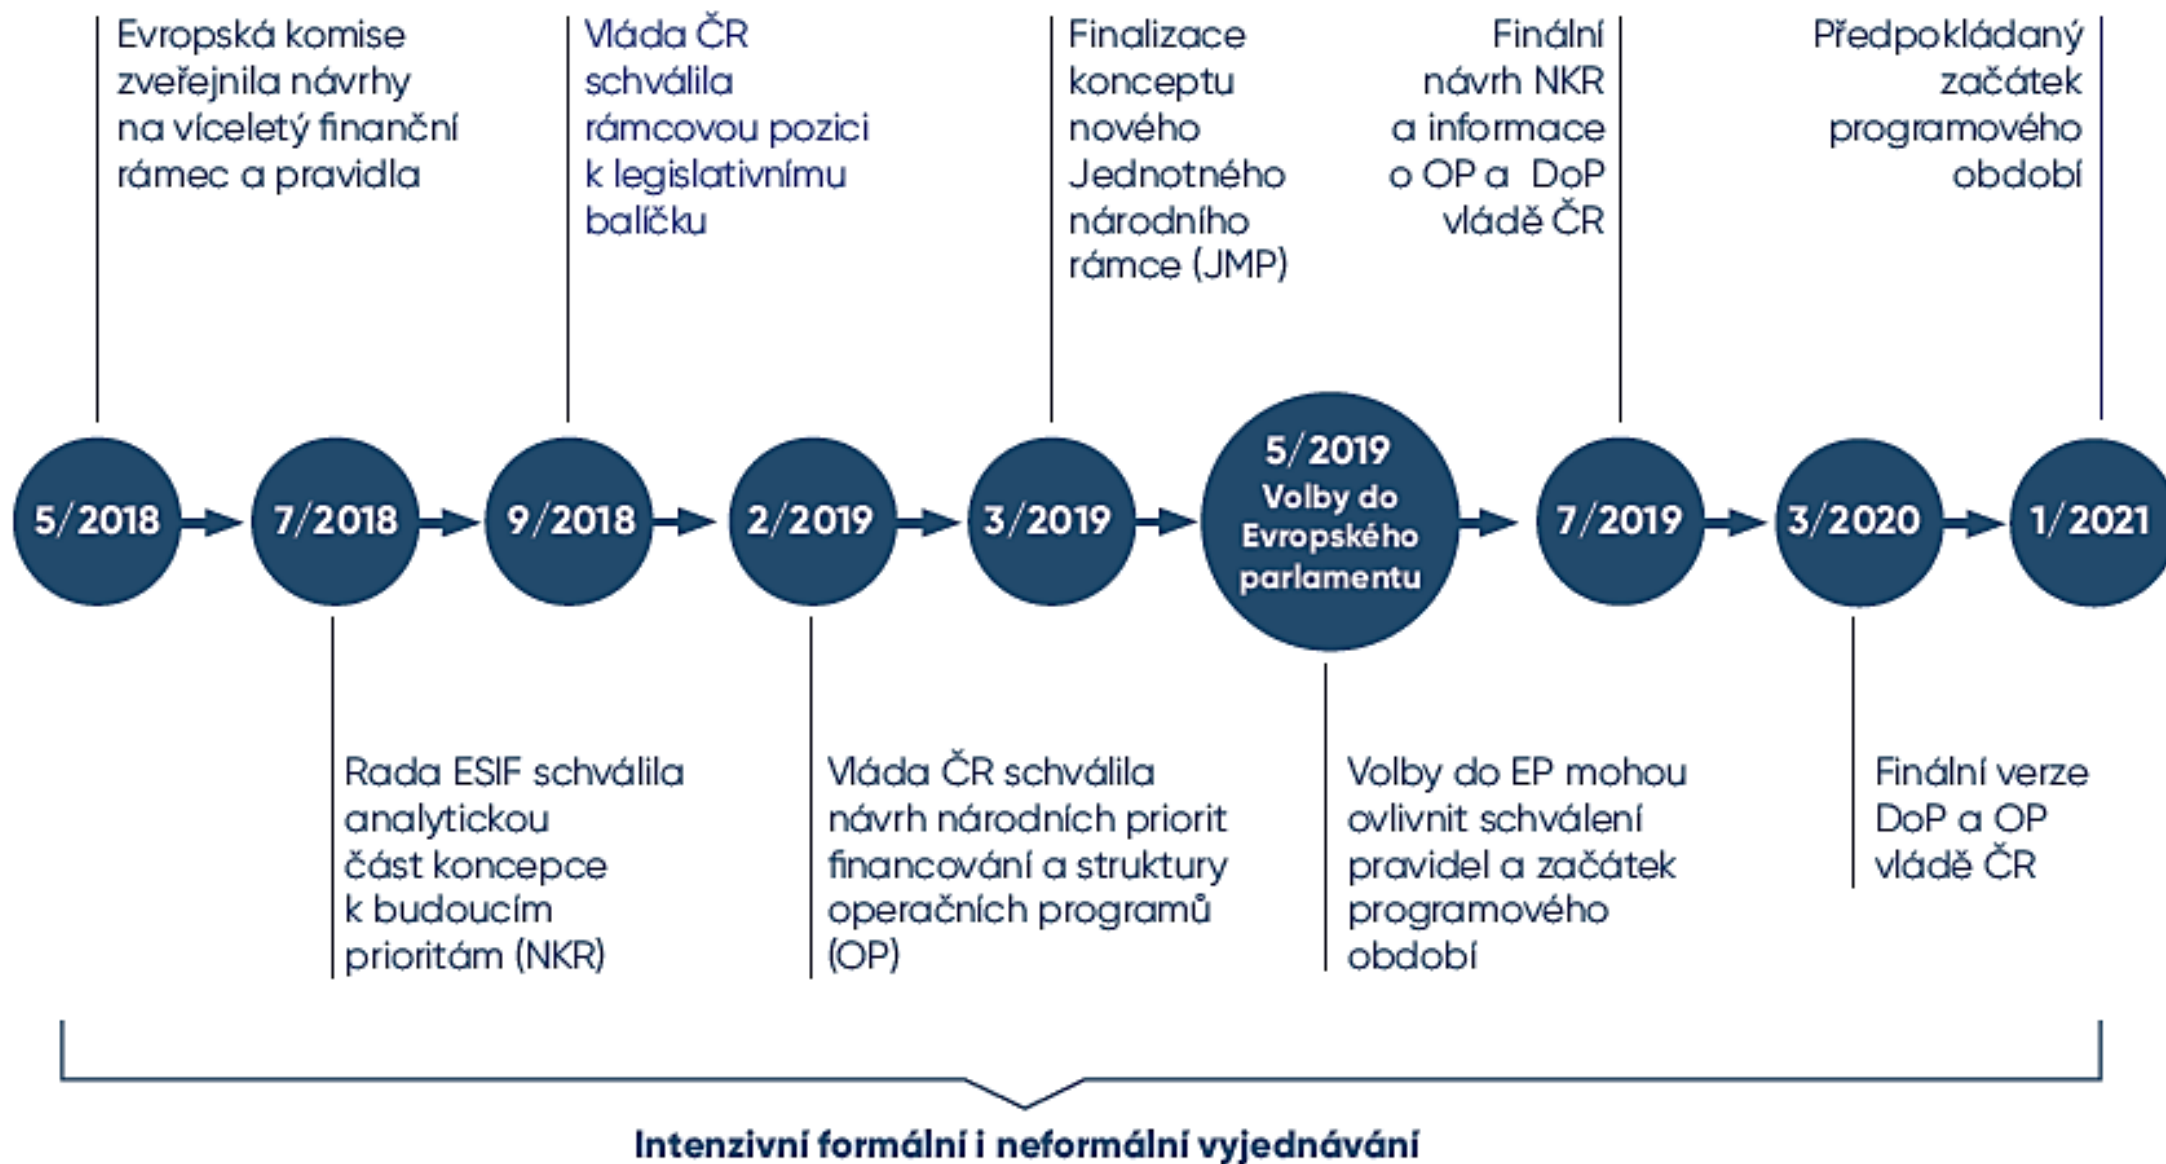 Evropská komise
zveřejnila návrhy
na víceletý finanční
rámec a pravidla
Vláda ČR
schválila
rámcovou pozici
k legislativnímu
balíčku
Finalizace
konceptu
nového
Jednotného
národního
rámce (JMP)
Finální
návrh NKR
a informace
o OP a DoP
vládě ČR
Předpokládaný
začátek
programového
období
5/2018
7/2018
9/2018
2/2019
3/2019
5/2019
Volby do
Evropského
parlamentu
7/2019
3/2020
1/2021
Rada ESIF schválila
analytickou
část koncepce
k budoucím
prioritám (NKR)
Vláda ČR schválila
návrh národních priorit
financování a struktury
operačních programů
(OP)
Volby do EP mohou
ovlivnit schválení
pravidel a začátek
programového
období
Finální verze
DoP a OP
vládě ČR
Intenzivní formální i neformální vyjednávání